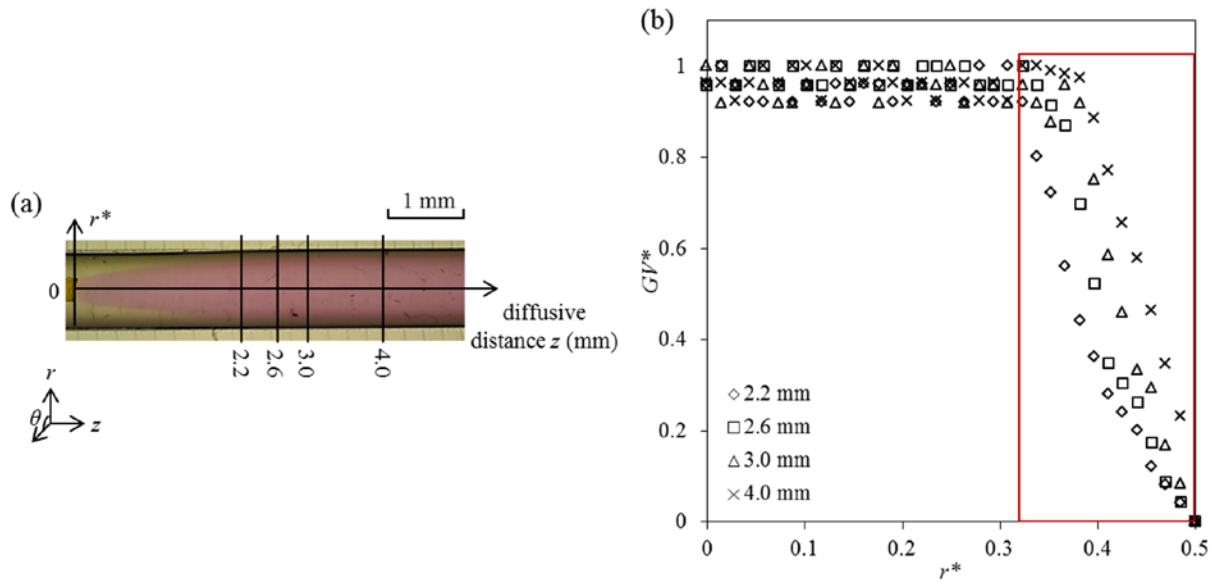 (a)
r*
1 mm
0
diffusive
distance z (mm)
2.2
2.6
3.0
4.0
r
θ
z
(b)
1
0.8
0.6
0.4
0.2
0
GV*
2.2 mm
2.6 mm
3.0 mm
4.0 mm
0
0.1
0.2
0.3
0.4
0.5
r*